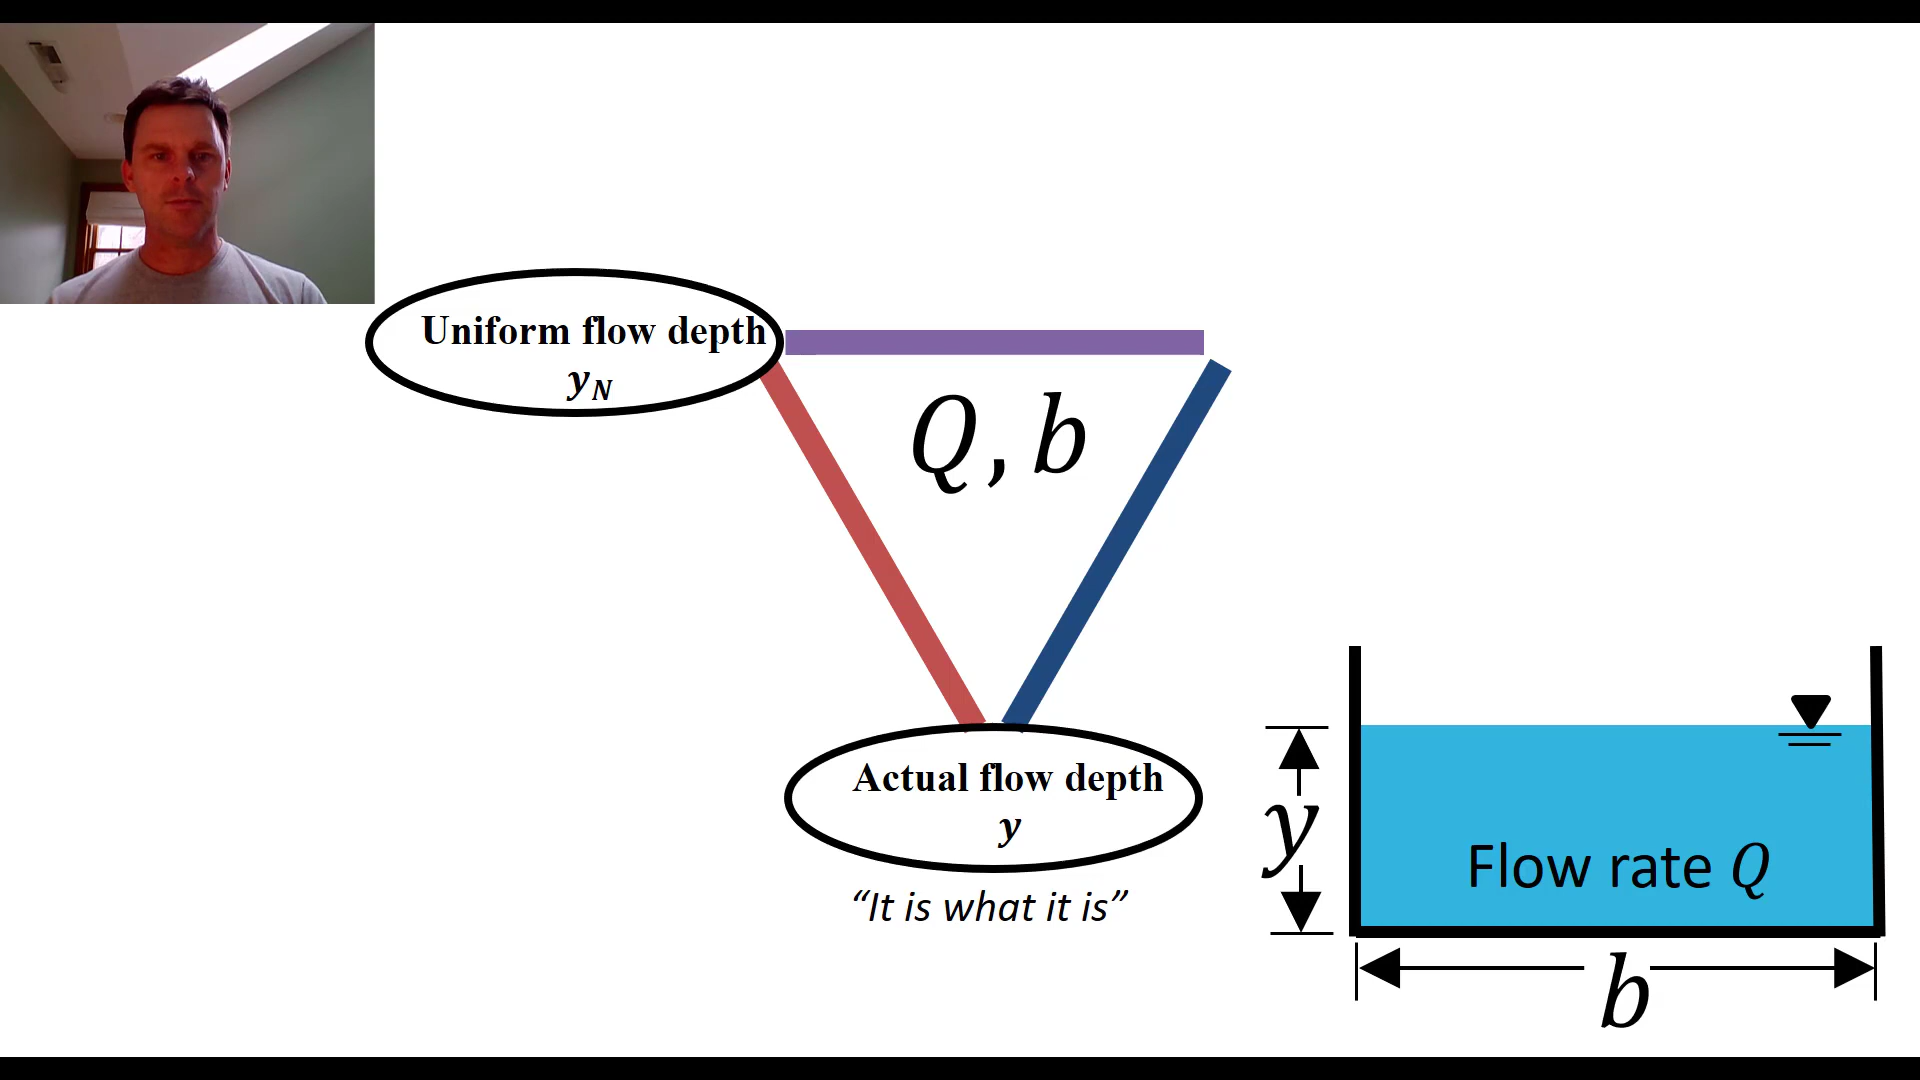 Uniform flow depth
y_N
Q, b
Actual flow depth
y
“It is what it is”
y
Flow rate Q
b